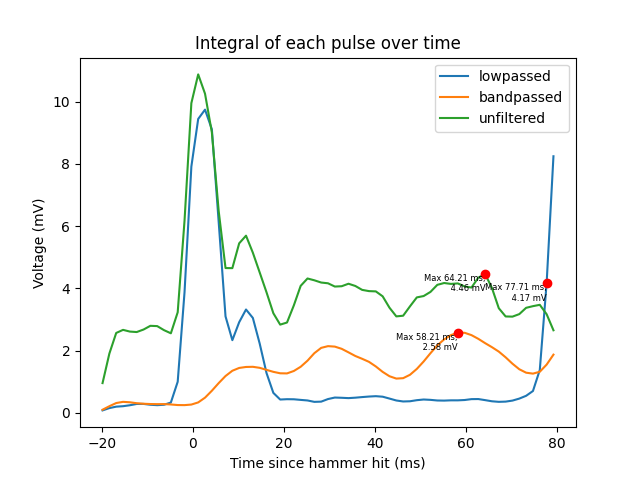 Integral of each pulse over time
lowpassed
bandpassed
unfiltered
Voltage (mV)
10
8
6
4
2
0
Max 64.21 ms,
4.46 mV
Max 77.71 ms,
4.17 mV
Max 58.21 ms,
2.58 mV
−20
0
20
40
60
80
Time since hammer hit (ms)